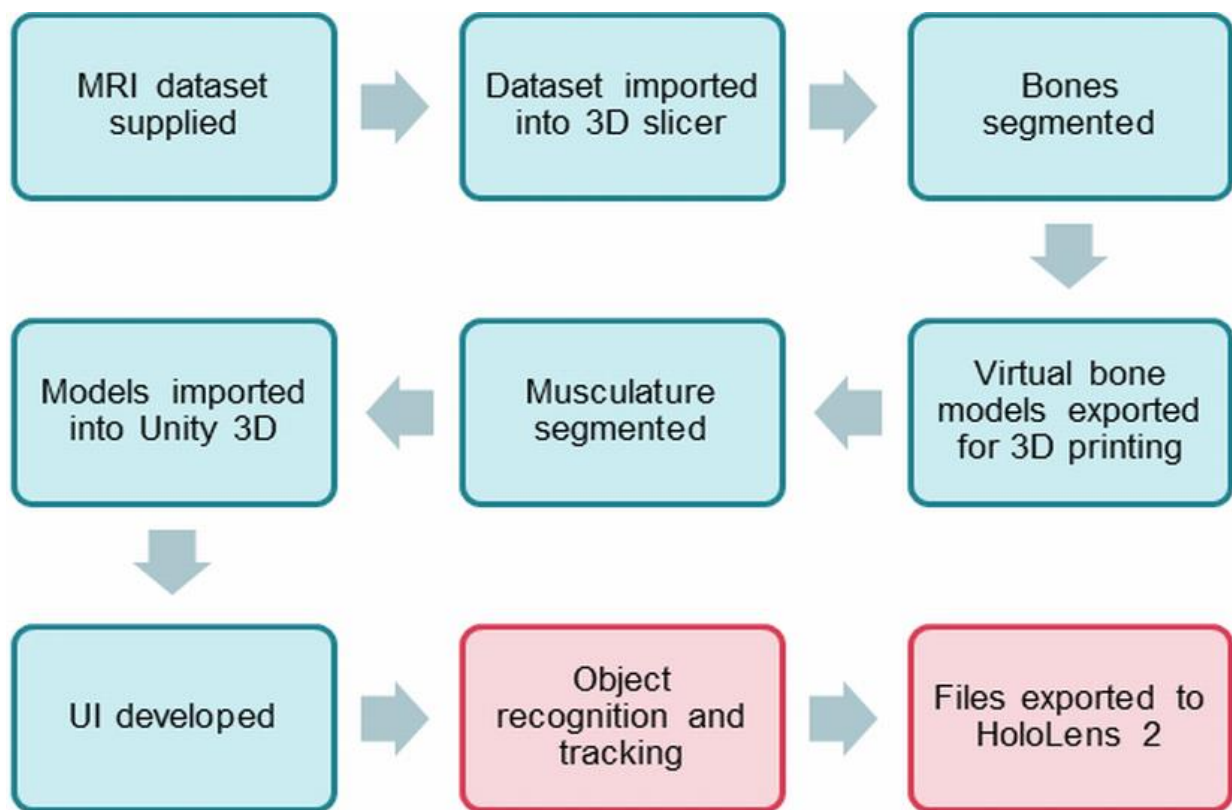 MRI dataset
supplied
Dataset imported
into 3D slicer
Bones
segmented
Virtual bone
models exported
for 3D printing
Musculature
segmented
Models imported
into Unity 3D
UI developed
Object
recognition and
tracking
Files exported to
HoloLens 2